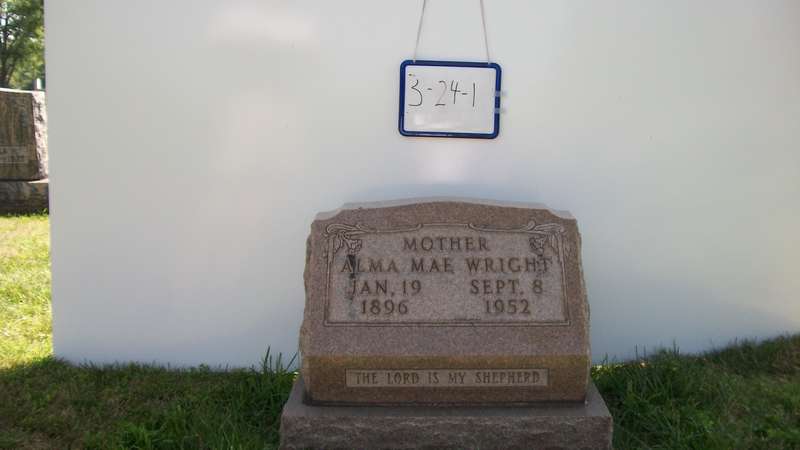 3-24-1
MOTHER
ALMA MAE WRIGHT
JAN. 19 SEPT. 8
1896 1952
THE LORD IS MY SHEPHERD